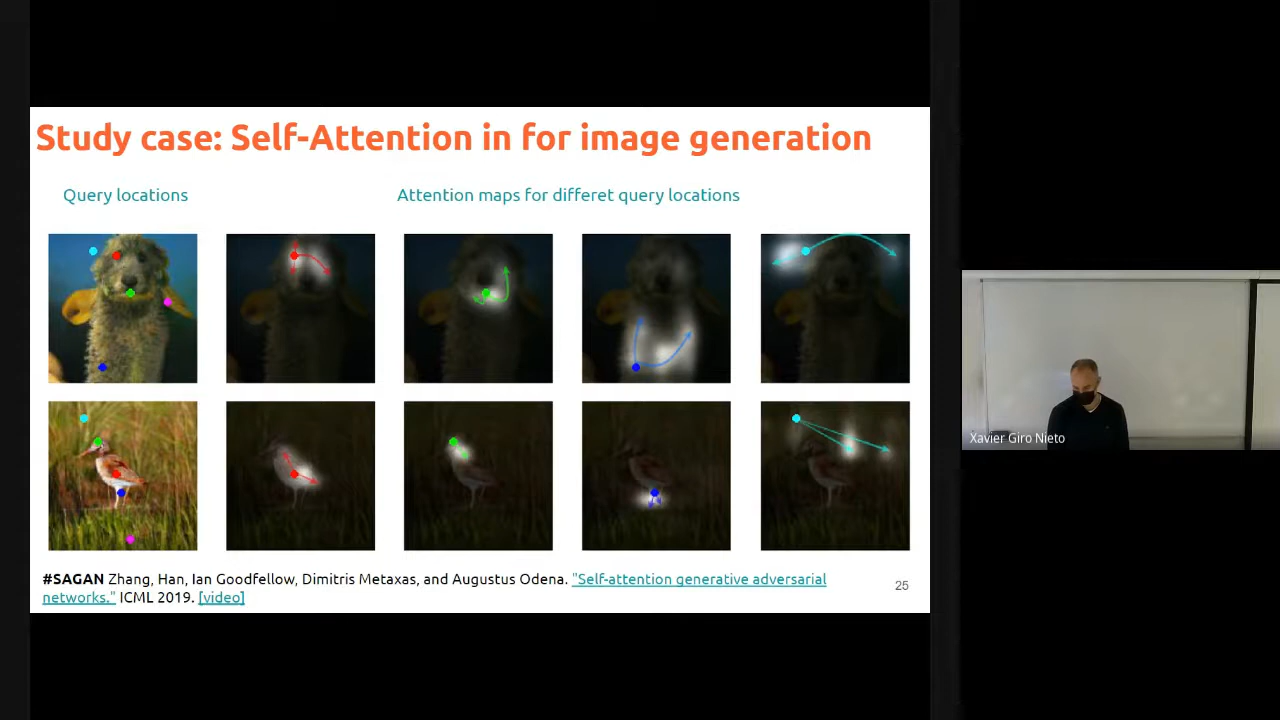 Study case: Self-Attention in for image generation
Query locations
Attention maps for differet query locations
#SAGAN Zhang, Han, Ian Goodfellow, Dimitris Metaxas, and Augustus Odena. "Self-attention generative adversarial
networks." ICML 2019. [video]
25
Xavier Giro Nieto